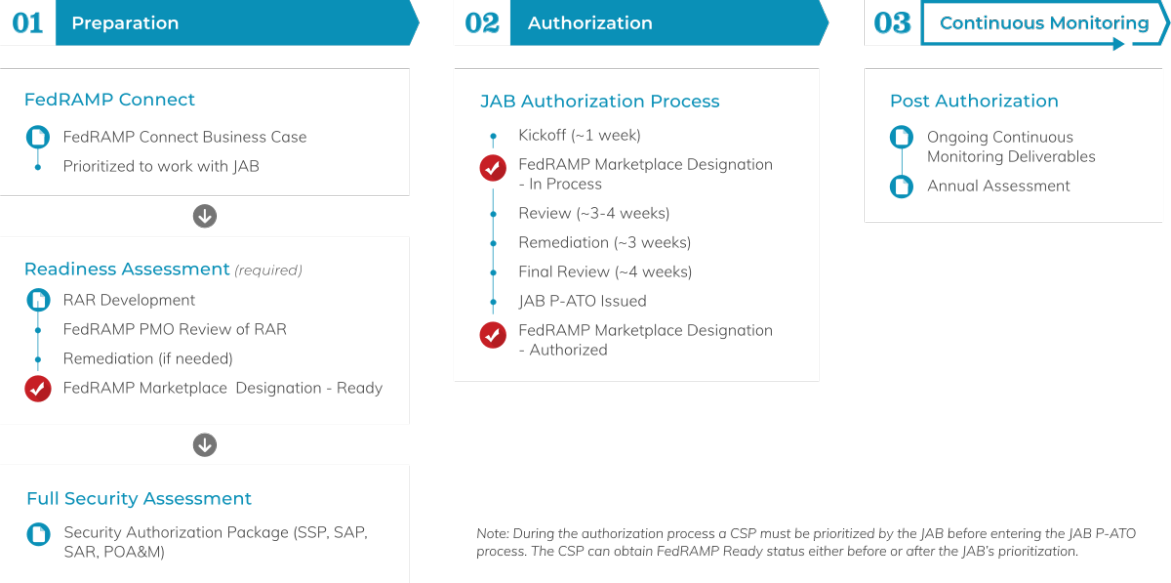 01 Preparation
FedRAMP Connect
FedRAMP Connect Business Case
Prioritized to work with JAB
Readiness Assessment (required)
RAR Development
FedRAMP PMO Review of RAR
Remediation (if needed)
FedRAMP Marketplace Designation - Ready
Full Security Assessment
Security Authorization Package (SSP, SAP,
SAR, POA&M)
02 Authorization
JAB Authorization Process
Kickoff (~1 week)
FedRAMP Marketplace Designation
- In Process
Review (~3-4 weeks)
Remediation (~3 weeks)
Final Review (~4 weeks)
JAB P-ATO Issued
FedRAMP Marketplace Designation
- Authorized
03 Continuous Monitoring
Post Authorization
Ongoing Continuous
Monitoring Deliverables
Annual Assessment
Note: During the authorization process a CSP must be prioritized by the JAB before entering the JAB P-ATO
process. The CSP can obtain FedRAMP Ready status either before or after the JAB's prioritization.